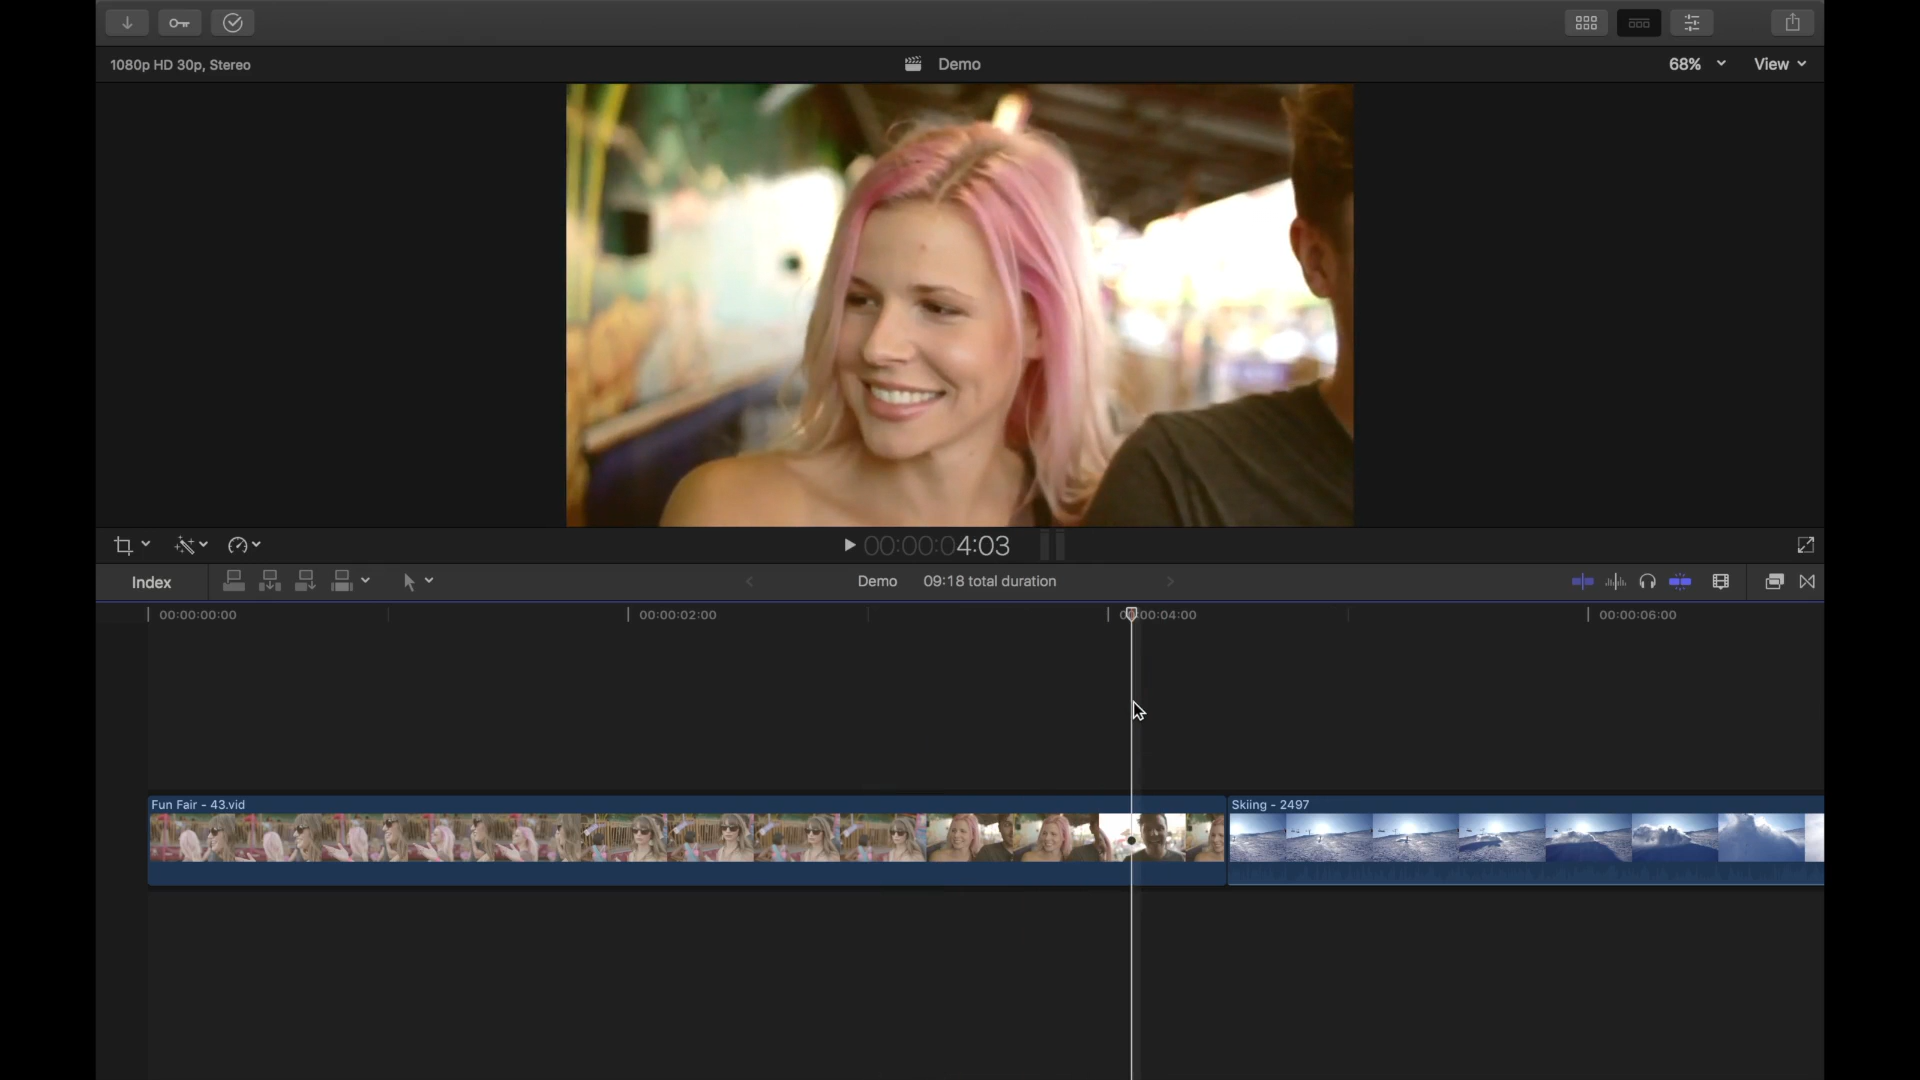 1080p HD 30p, Stereo
Demo
68%
View
00:00:04:03
Index
Demo
09:18 total duration
00:00:00:00
00:00:02:00
00:00:04:00
00:00:06:00
Fun Fair - 43.vid
Skiing - 2497